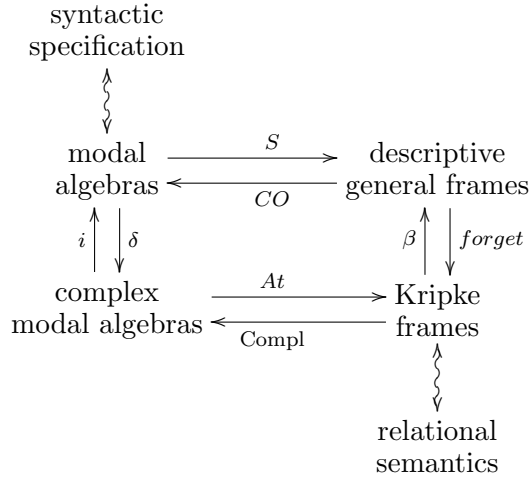 syntactic
specification
S
modal
algebras
descriptive
general frames
CO
i
δ
β
forget
complex
modal algebras
At
Kripke
frames
Compl
relational
semantics